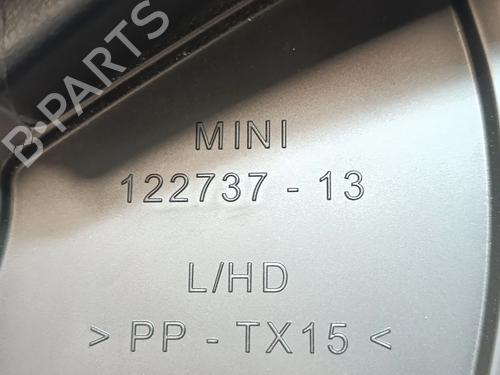 B-PARTS
MINI
122737 - 13
L/HD
> PP - TX15 <